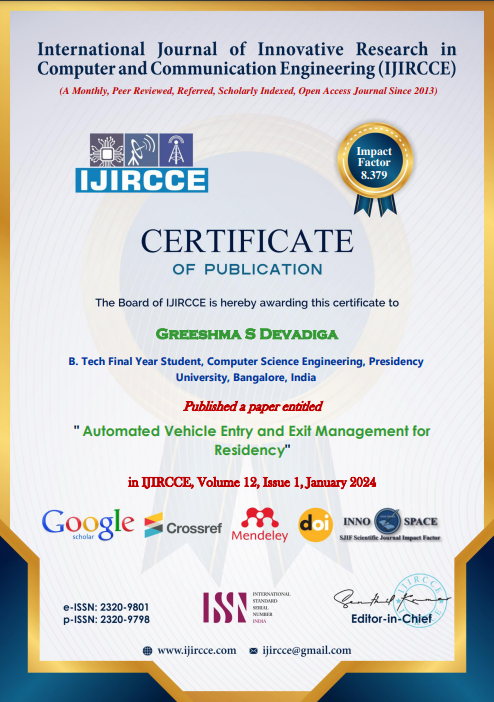 International Journal of Innovative Research in
Computer and Communication Engineering (IJIRCCE)
(A Monthly, Peer Reviewed, Referred, Scholarly Indexed, Open Access Journal Since 2013)
IJIRCCE
Impact
Factor
8.379
CERTIFICATE
OF PUBLICATION
The Board of IJIRCCE is hereby awarding this certificate to
GREESHMA S DEVADIGA
B. Tech Final Year Student, Computer Science Engineering, Presidency
University, Bangalore, India
Published a paper entitled
" Automated Vehicle Entry and Exit Management for
Residency"
in IJIRCCE, Volume 12, Issue 1, January 2024
Google
scholar
Crossref
Mendeley
doi
INNO SPACE
SJIF Scientific Journal Impact Factor
e-ISSN: 2320-9801
p-ISSN: 2320-9798
ISSN
INTERNATIONAL
STANDARD
SERIAL
NUMBER
INDIA
IJIRCCE
Senthil Kumar
Editor-in-Chief
www.ijircce.com ijircce@gmail.com